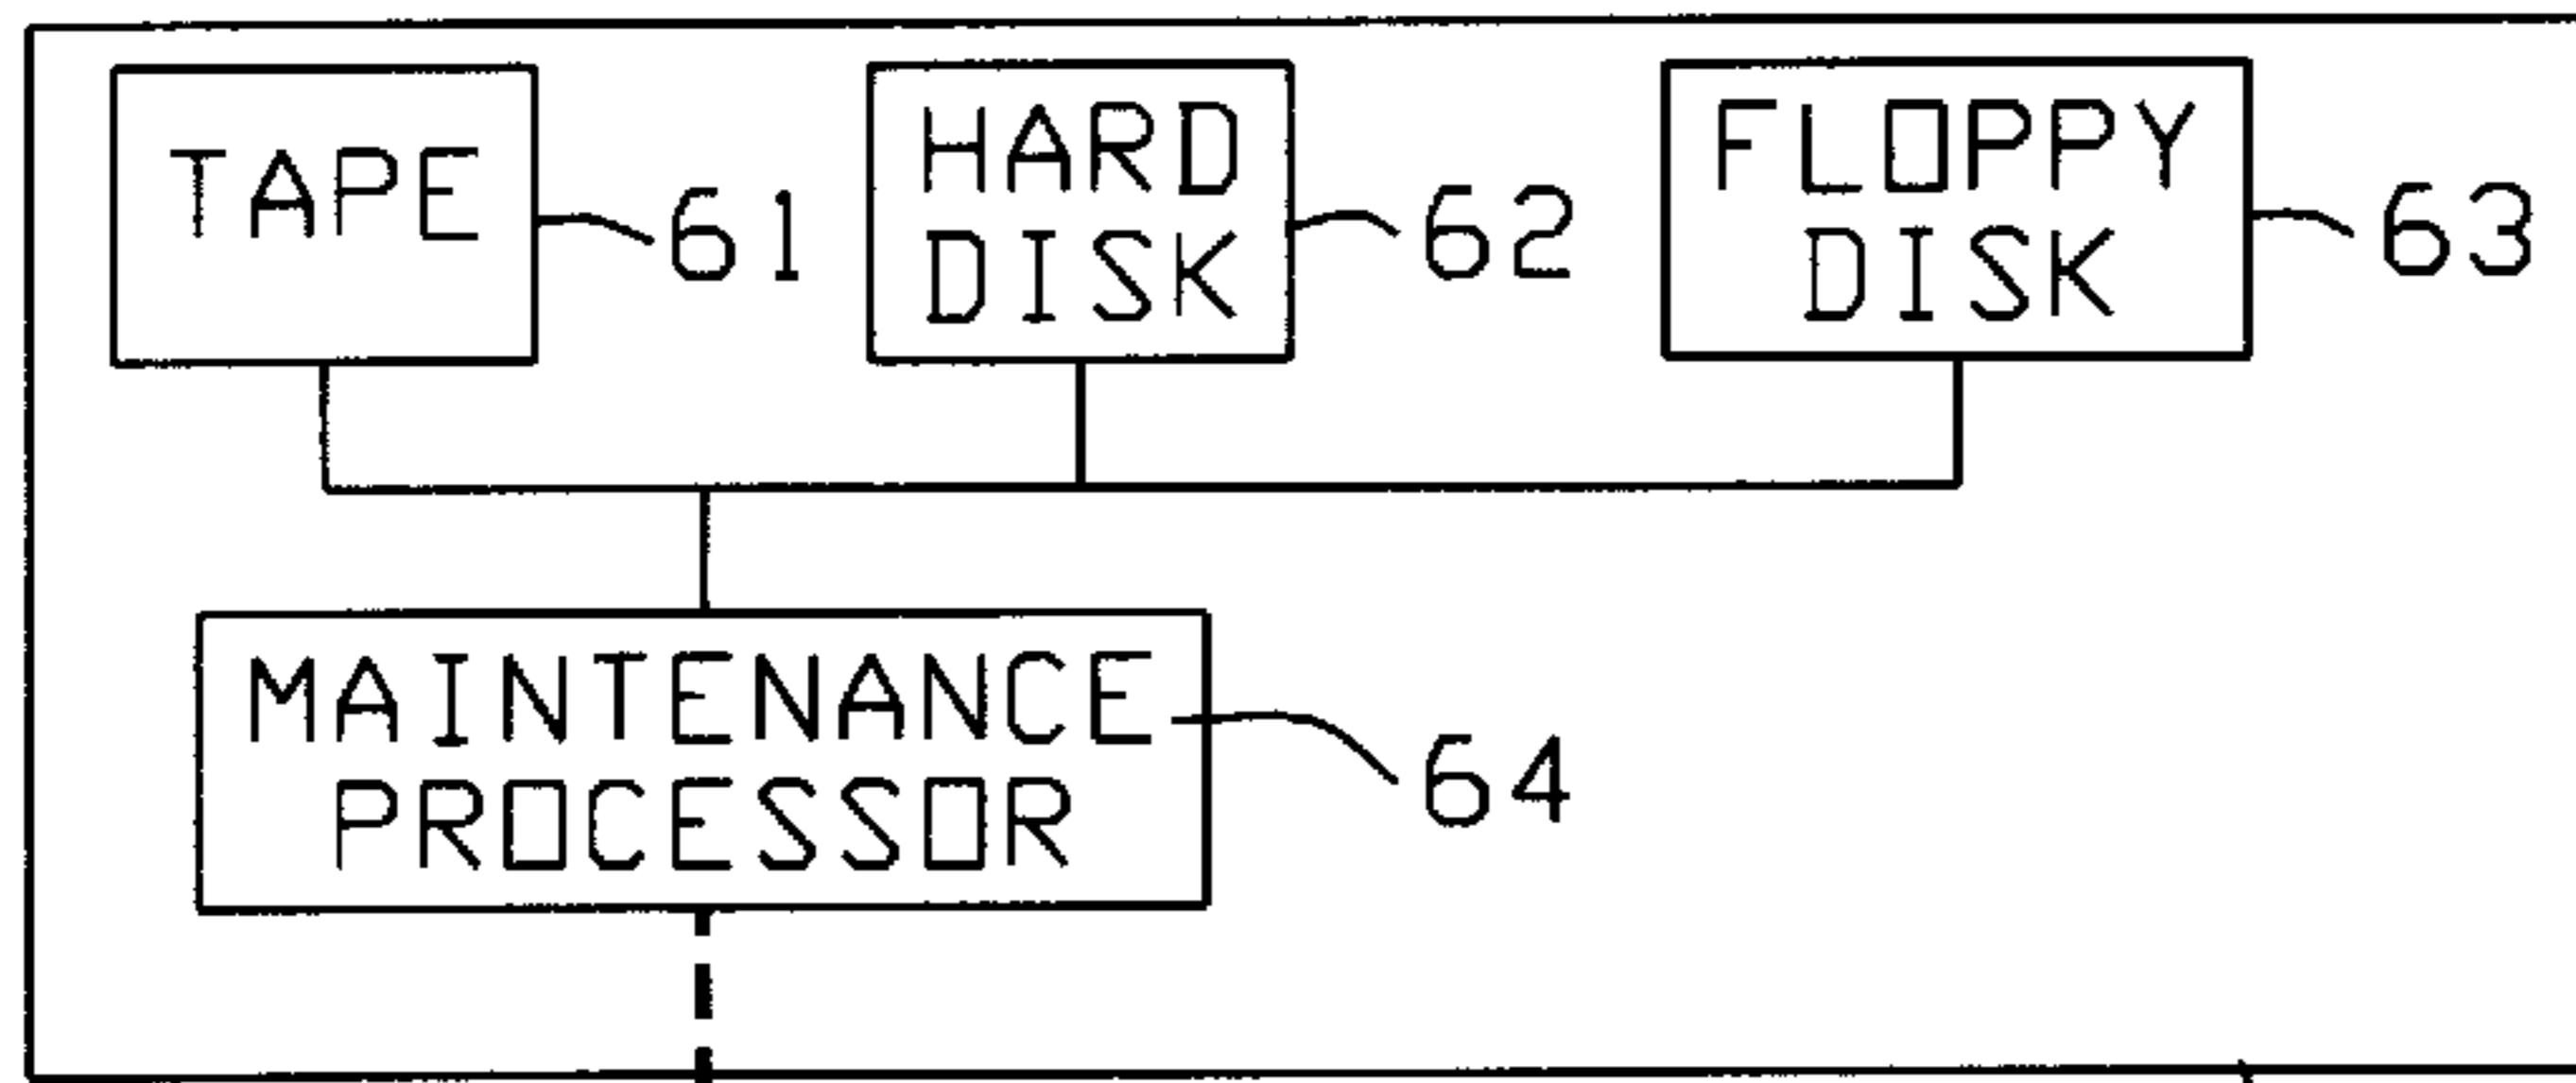 TAPE
61
HARD
DISK
62
FLOPPY
DISK
63
MAINTENANCE
PROCESSOR
64